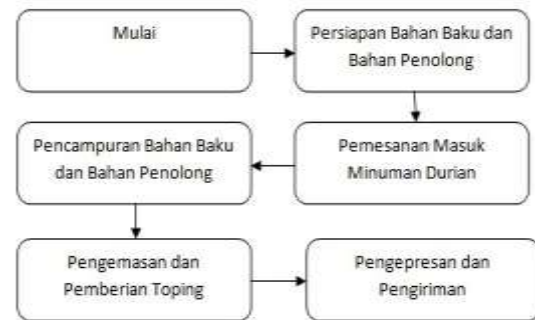 Mulai
Persiapan Bahan Baku dan
Bahan Penolong
Pemesanan Masuk
Minuman Durian
Pencampuran Bahan Baku
dan Bahan Penolong
Pengemasan dan
Pemberian Toping
Pengepresan dan
Pengiriman